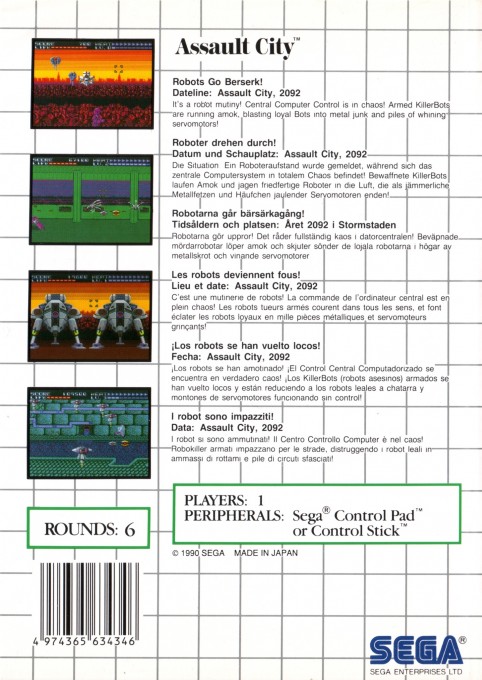 Assault City™
Robots Go Berserk!
Dateline: Assault City, 2092
It's a robot mutiny! Central Computer Control is in chaos! Armed KillerBots
are running amok, blasting loyal Bots into metal junk and piles of whining
servomotors!
Roboter drehen durch!
Datum und Schauplatz: Assault City, 2092
Die Situation Ein Roboteraufstand wurde gemeldet, während sich das
zentrale Computersystem in totalem Chaos befindet! Bewaffnete KillerBots
laufen Amok und jagen friedfertige Roboter in die Luft, die als jämmerliche
Metallfetzen und Häufchen jaulender Servomotoren enden!
Robotarna går bärsärkagång!
Tidsåldern och platsen: Året 2092 i Stormstaden
Robotarna gör uppror! Det råder fullständig kaos i datorcentralen! Beväpnade
mördarrobotar löper amok och skjuter sönder de lojala robotarna i högar av
metallskrot och vinande servomotorer
Les robots deviennent fous!
Lieu et date: Assault City, 2092
C'est une mutinerie de robots! La commande de l'ordinateur central est en
plein chaos! Les robots tueurs armés courent dans tous les sens, et font
éclater les robots loyaux en mille pièces métalliques et servomoteurs
grinçants!
¡Los robots se han vuelto locos!
Fecha: Assault City, 2092
¡Los robots se han amotinado! ¡El Control Central Computadorizado se
encuentra en verdadero caos! ¡Los KillerBots (robots asesinos) armados se
han vuelto locos y están reduciendo a los robots leales a chatarra y
montones de servomotores funcionando sin control!
I robot sono impazziti!
Data: Assault City, 2092
I robot si sono ammutinati! Il Centro Controllo Computer è nel caos!
Robokiller armati impazzano per le strade, distruggendo i robot leali in
ammassi di rottami e pile di circuiti sfasciati!
PLAYERS: 1
PERIPHERALS: Sega® Control Pad™
or Control Stick™
ROUNDS: 6
© 1990 SEGA MADE IN JAPAN
4 974365 634346
SEGA®
SEGA ENTERPRISES LTD